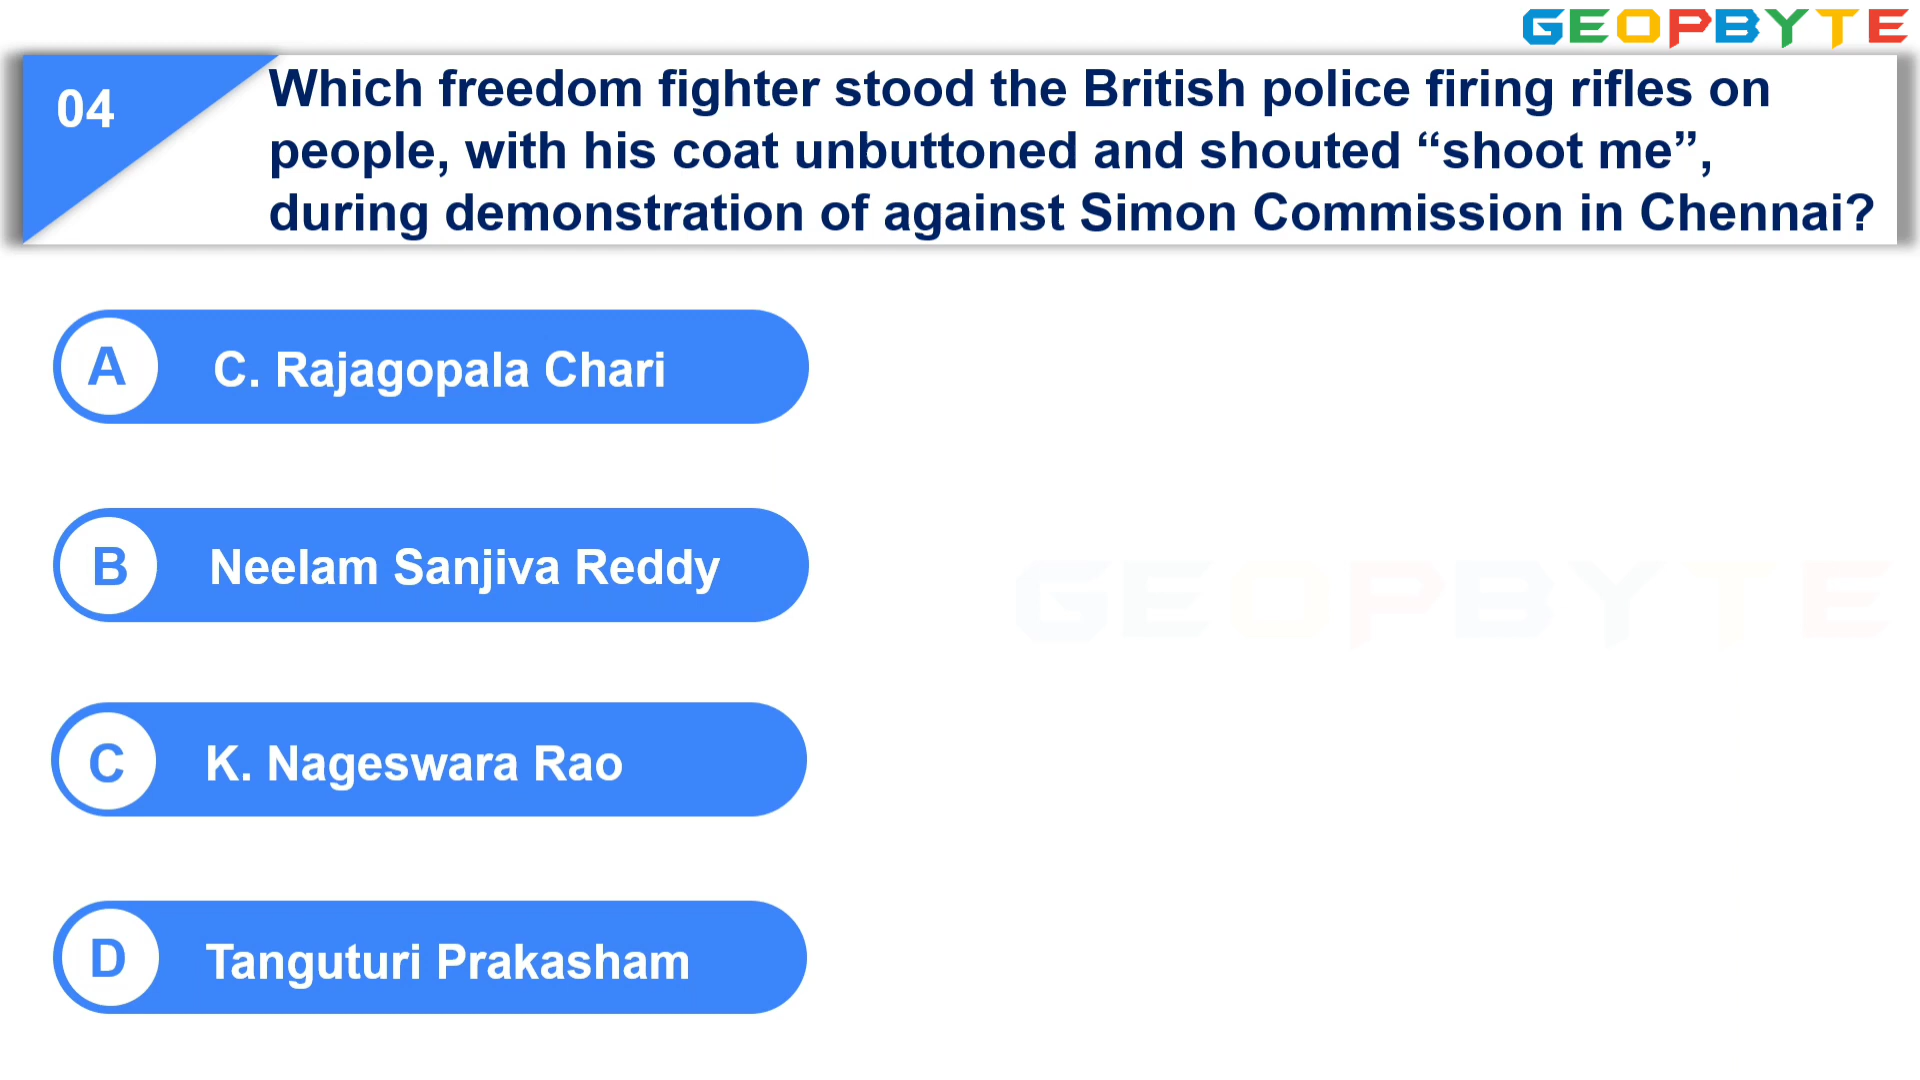 GEOPBYTE
04
Which freedom fighter stood the British police firing rifles on
people, with his coat unbuttoned and shouted “shoot me”,
during demonstration of against Simon Commission in Chennai?
A C. Rajagopala Chari
B Neelam Sanjiva Reddy
GEOPBYTE
C K. Nageswara Rao
D Tanguturi Prakasham